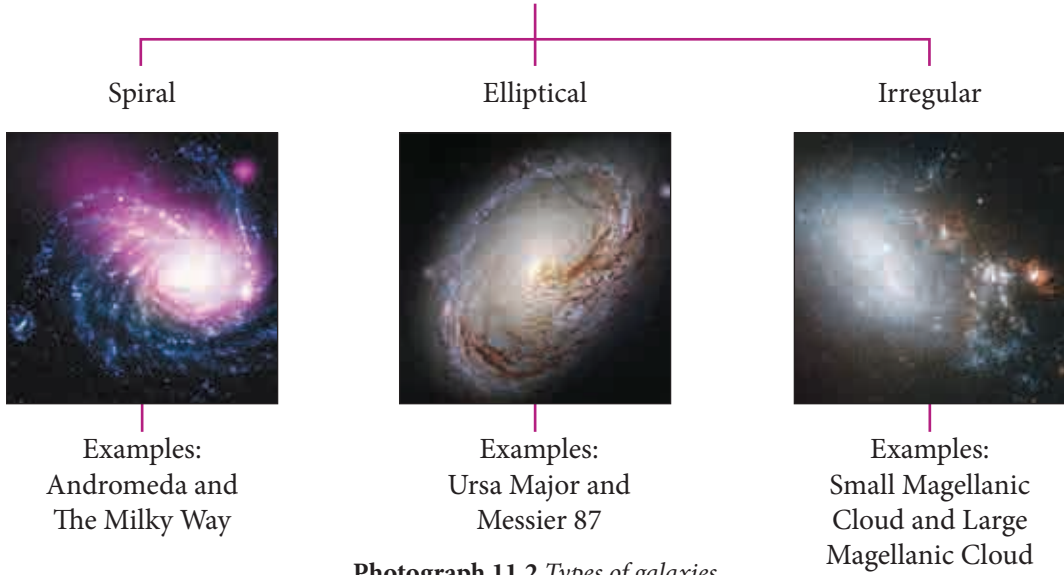 Spiral
Elliptical
Irregular
Examples:
Andromeda and
The Milky Way
Examples:
Ursa Major and
Messier 87
Examples:
Small Magellanic
Cloud and Large
Magellanic Cloud
Photograph 11.2 Types of galaxies